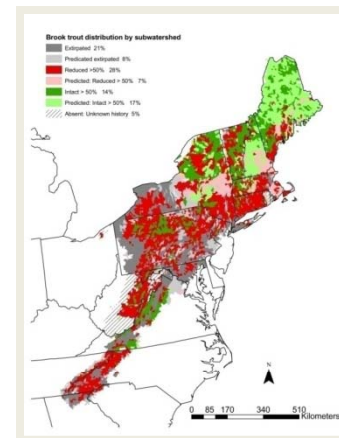 Brook trout distribution by subwatershed
Extirpated 21%
Predicated extirpated 8%
Reduced >50% 28%
Predicted: Reduced > 50% 7%
Intact > 50% 14%
Predicted: Intact > 50% 17%
Absent: Unknown history 5%
N
0 85 170 340 510
Kilometers